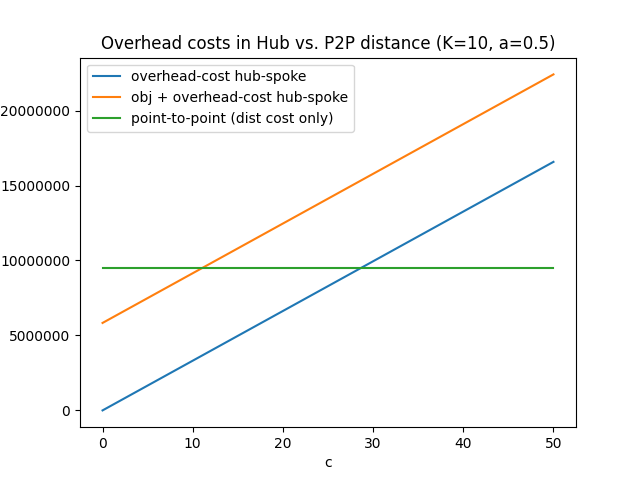 Overhead costs in Hub vs. P2P distance (K=10, a=0.5)
overhead-cost hub-spoke
obj + overhead-cost hub-spoke
point-to-point (dist cost only)
20000000
15000000
10000000
5000000
0
0 10 20 30 40 50
c